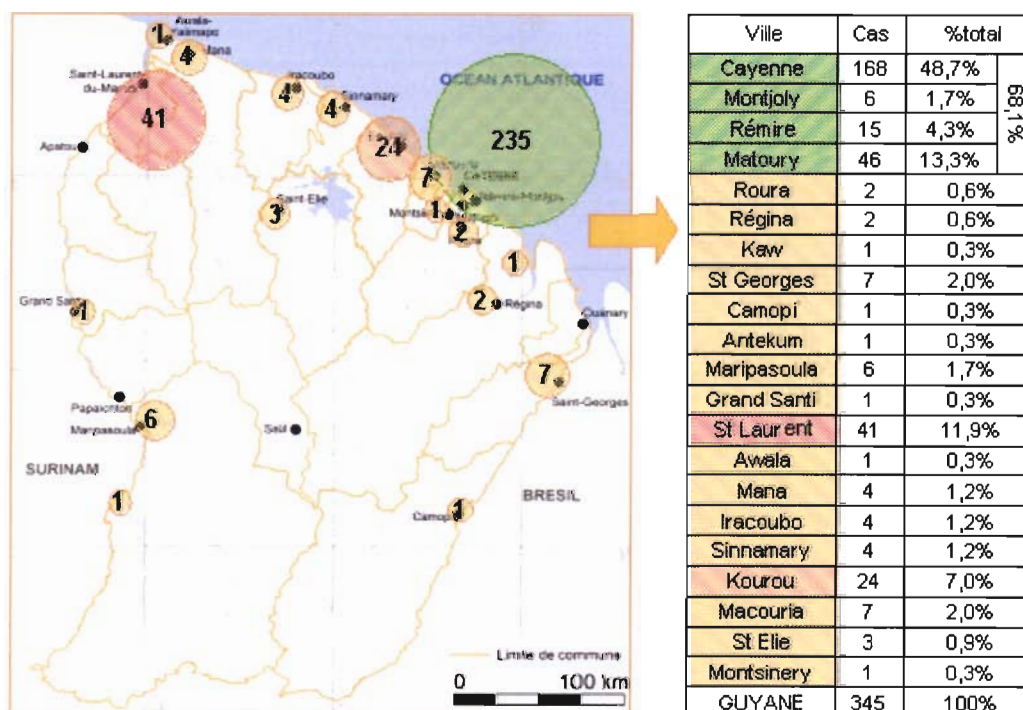 1
4
Mana
Saint-Laurent
du-Maroni
41
Iracoubo
4
Sinnamary
4
OCEAN ATLANTIQUE
24
235
Apatou
7
Saint-Elie
3
1
2
1
Grand Santi
1
2
Régina
Ouanary
7
Saint-Georges
Papaichton
6
Maripasoula
Saül
SURINAM
1
BRESIL
Camopi
1
Limite de commune
0 100 km
Ville Cas %total
Cayenne 168 48,7%
Montjoly 6 1,7%
Rémire 15 4,3%
Matoury 46 13,3%
68,1%
Roura 2 0,6%
Régina 2 0,6%
Kaw 1 0,3%
St Georges 7 2,0%
Camopi 1 0,3%
Antekum 1 0,3%
Maripasoula 6 1,7%
Grand Santi 1 0,3%
St Laurent 41 11,9%
Awala 1 0,3%
Mana 4 1,2%
Iracoubo 4 1,2%
Sinnamary 4 1,2%
Kourou 24 7,0%
Macouria 7 2,0%
St Elie 3 0,9%
Montsinery 1 0,3%
GUYANE 345 100%